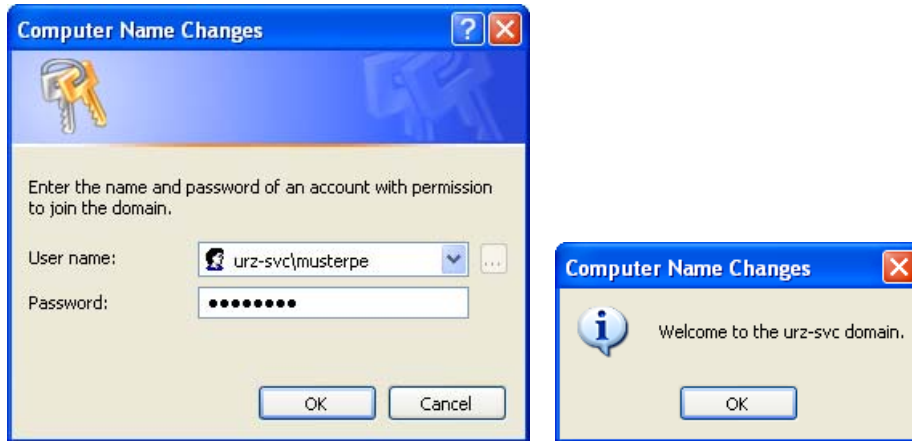 Computer Name Changes
Enter the name and password of an account with permission
to join the domain.
User name:
urz-svc\musterpe
...
Password:
●●●●●●●●
OK
Cancel
Computer Name Changes
Welcome to the urz-svc domain.
OK